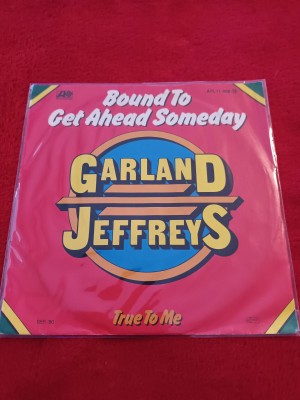 Bound To
Get Ahead Someday
GARLAND
JEFFREYS
True To Me